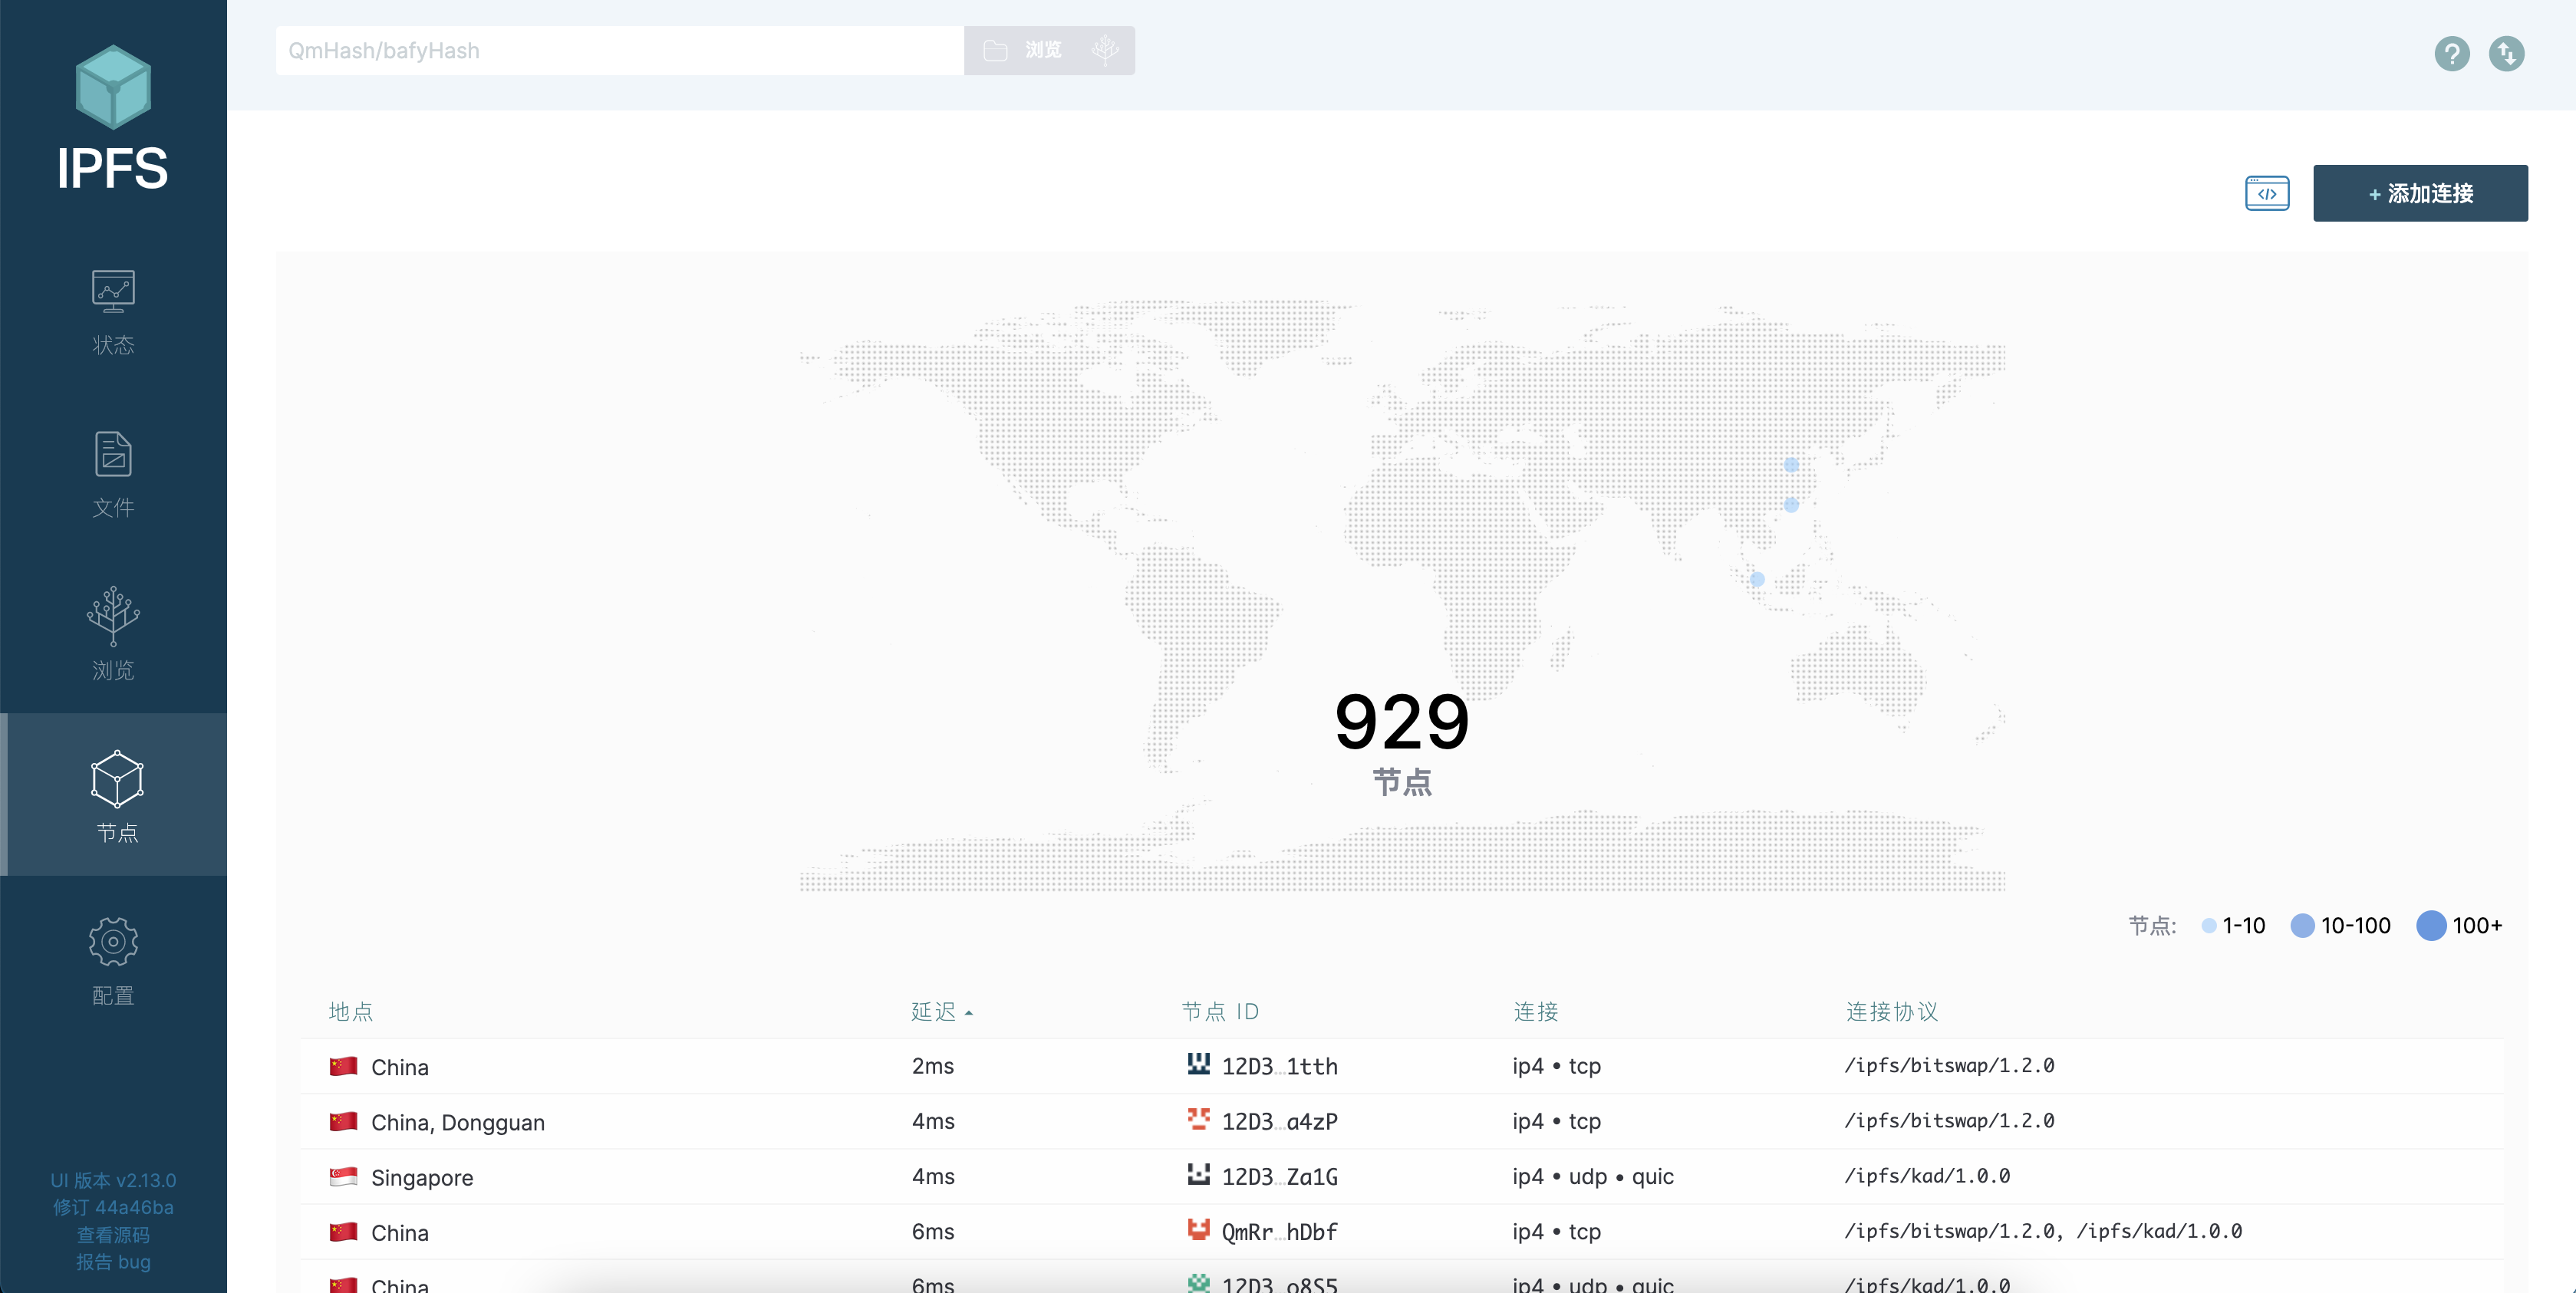 IPFS
QmHash/bafyHash
浏览
状态
文件
浏览
节点
配置
UI 版本 v2.13.0
修订 44a46ba
查看源码
报告 bug
+ 添加连接
929
节点
节点: 1-10 10-100 100+
地点 延迟 节点 ID 连接 连接协议
China 2ms 12D3…1tth ip4 • tcp /ipfs/bitswap/1.2.0
China, Dongguan 4ms 12D3…a4zP ip4 • tcp /ipfs/bitswap/1.2.0
Singapore 4ms 12D3…Za1G ip4 • udp • quic /ipfs/kad/1.0.0
China 6ms QmRr…hDbf ip4 • tcp /ipfs/bitswap/1.2.0, /ipfs/kad/1.0.0
China 6ms 12D3…o8S5 ip4 • udp • quic /ipfs/kad/1.0.0